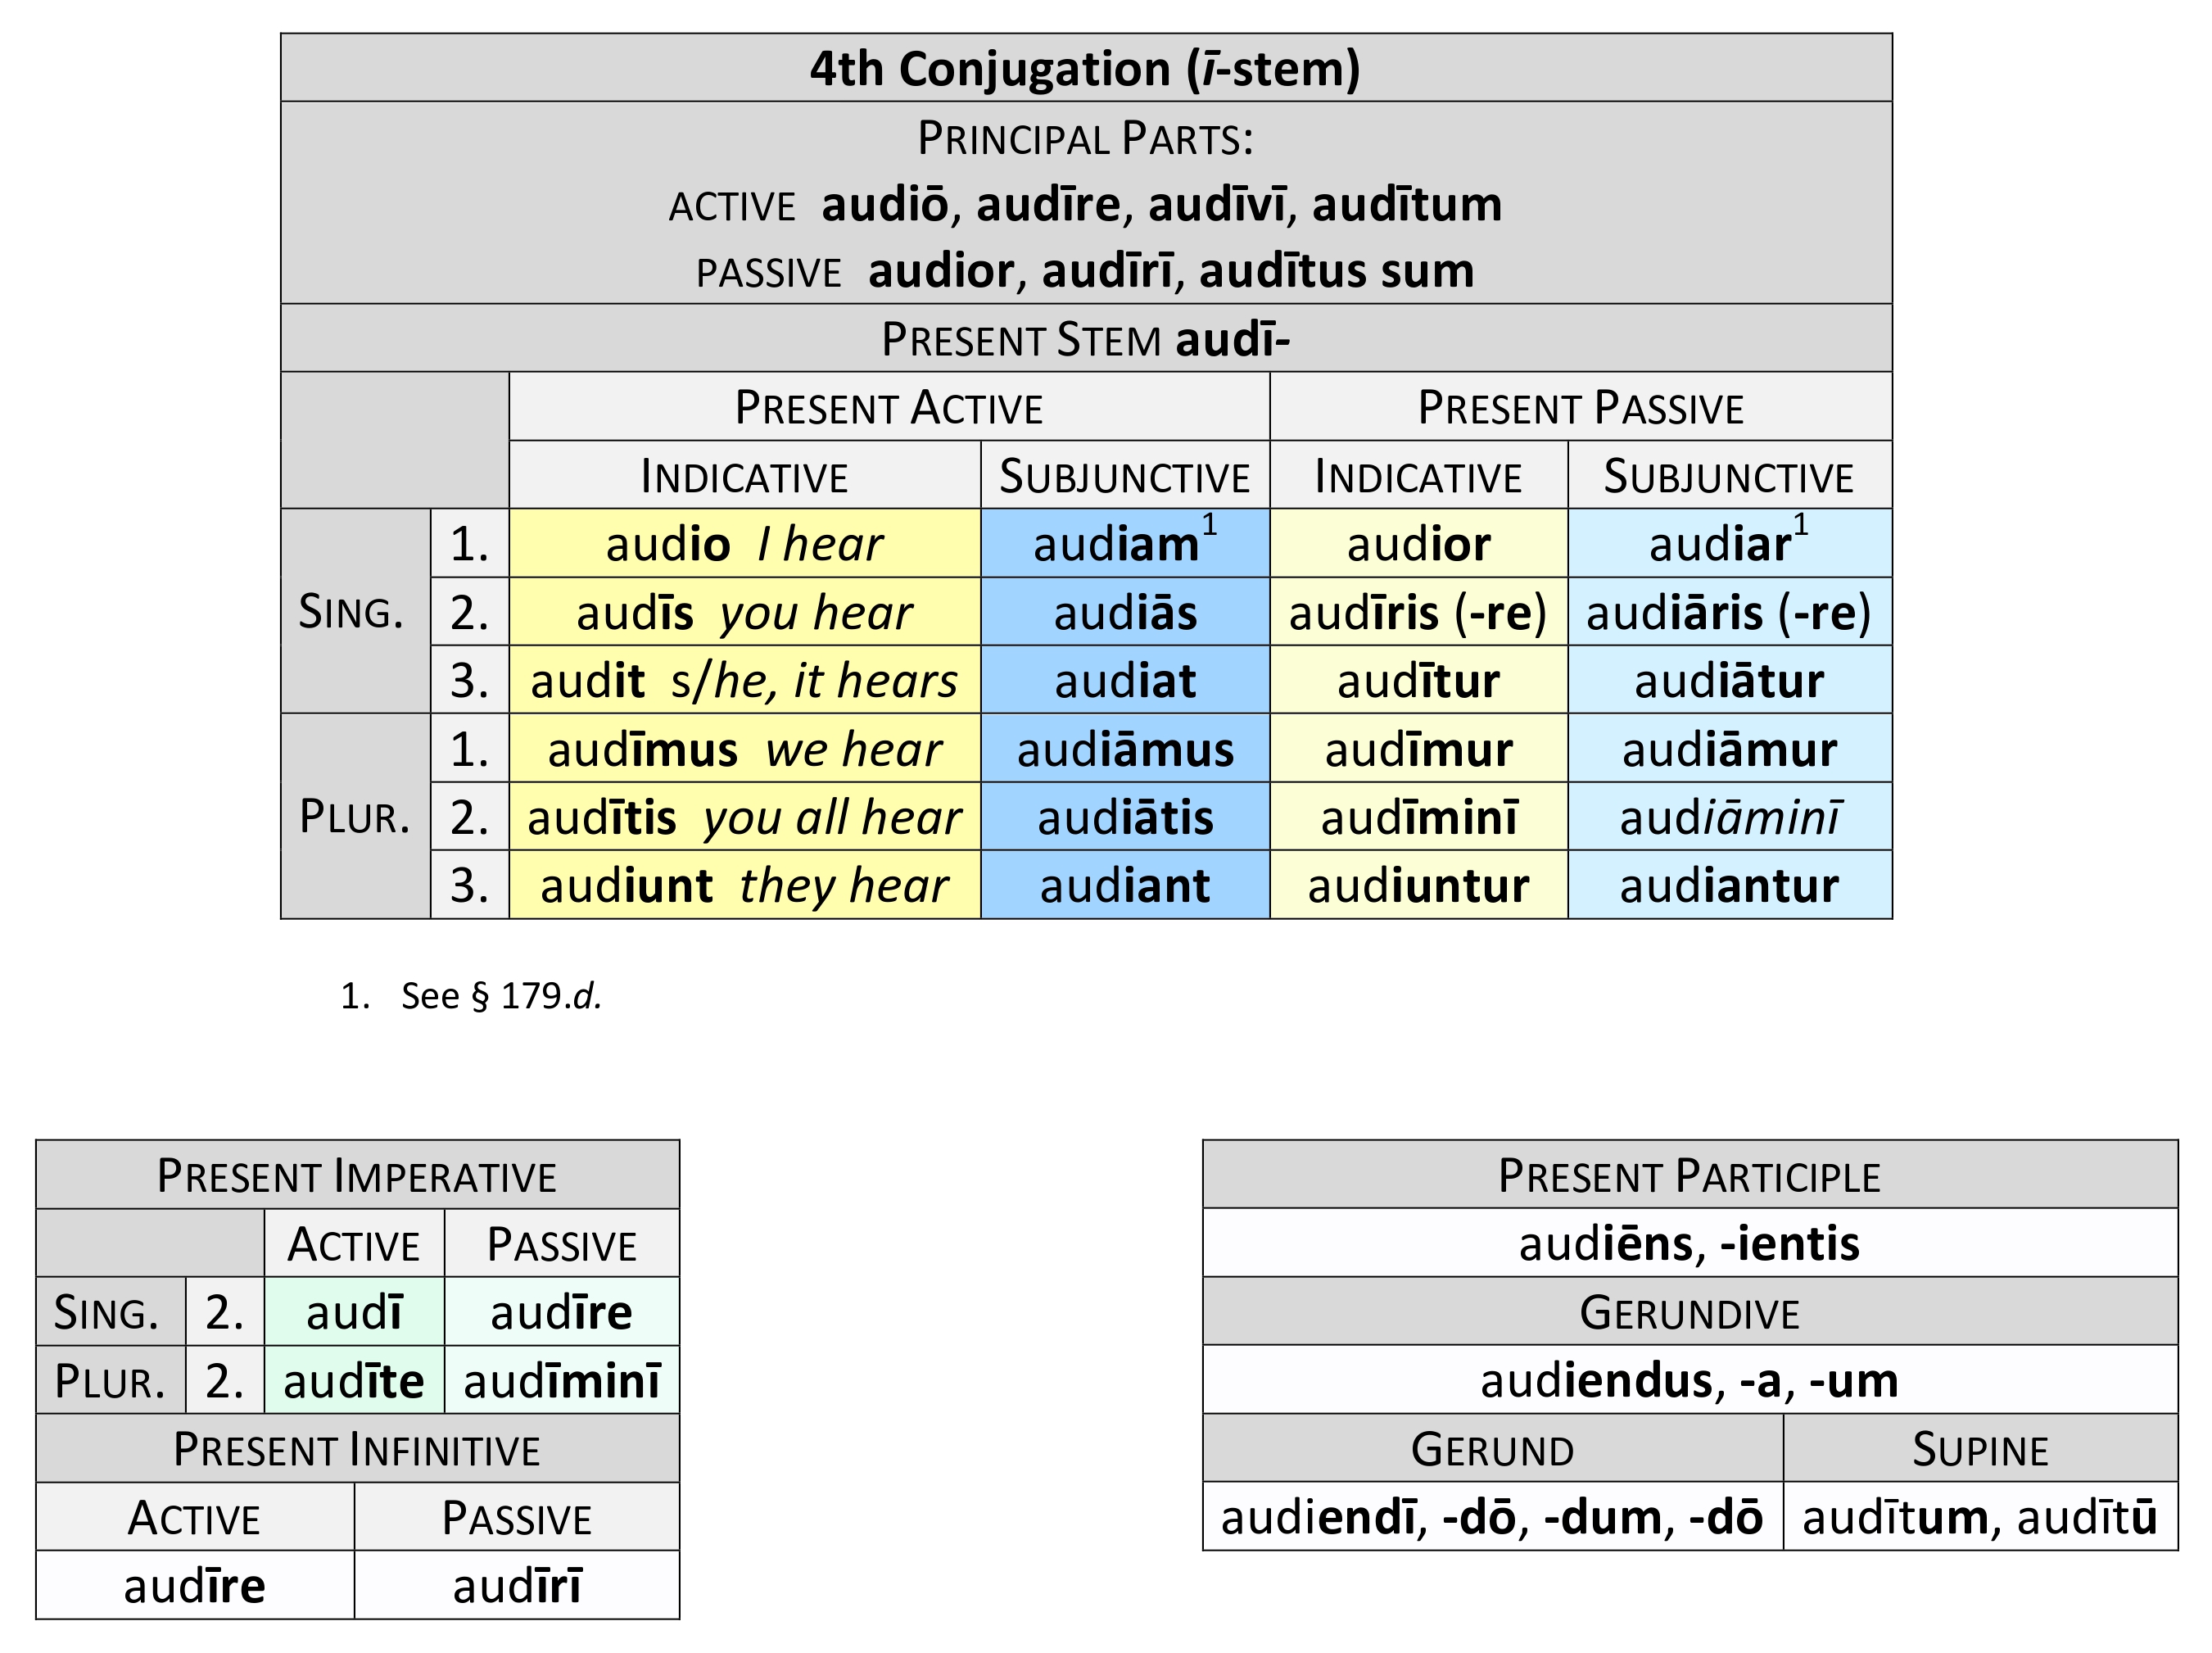 4th Conjugation (ī-stem)
PRINCIPAL PARTS:
ACTIVE audiō, audīre, audīvī, audītum
PASSIVE audior, audīrī, audītus sum
PRESENT STEM audī-
PRESENT ACTIVE PRESENT PASSIVE
INDICATIVE SUBJUNCTIVE INDICATIVE SUBJUNCTIVE
SING. 1. audio I hear audiam¹ audior audiar¹
2. audīs you hear audiās audīris (-re) audiāris (-re)
3. audit s/he, it hears audiat audītur audiātur
PLUR. 1. audīmus we hear audiāmus audīmur audiāmur
2. audītis you all hear audiātis audīminī audiāminī
3. audiunt they hear audiant audiuntur audiantur
1. See § 179.d.
PRESENT IMPERATIVE
ACTIVE PASSIVE
SING. 2. audī audīre
PLUR. 2. audīte audīminī
PRESENT INFINITIVE
ACTIVE PASSIVE
audīre audīrī
PRESENT PARTICIPLE
audiēns, -ientis
GERUNDIVE
audiendus, -a, -um
GERUND SUPINE
audiendī, -dō, -dum, -dō audītum, audītū